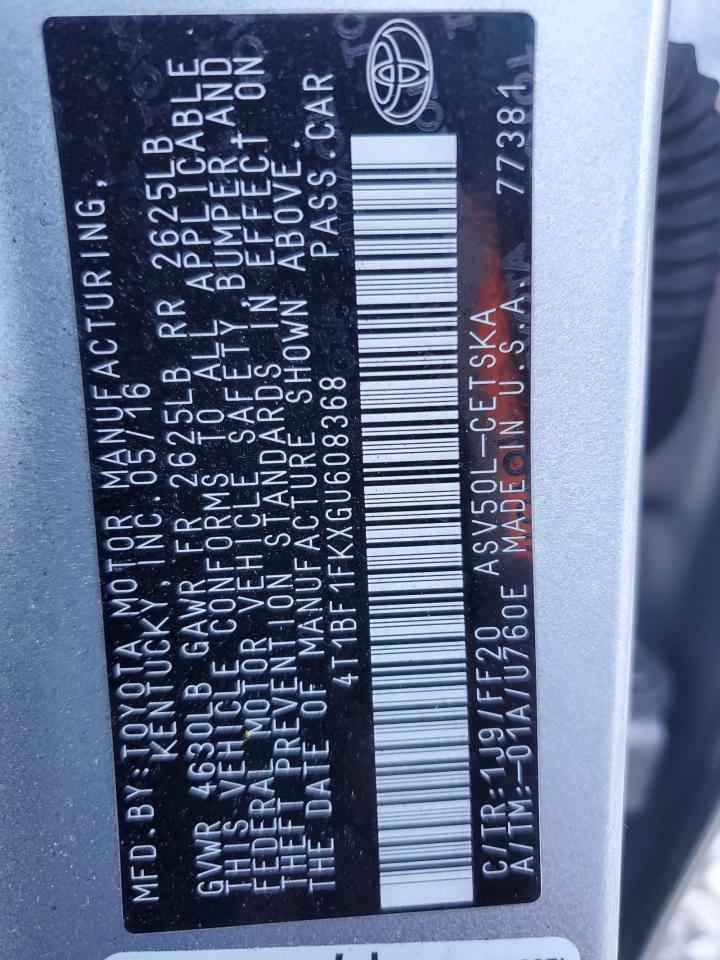 MFD.BY:TOYOTA MOTOR MANUFACTURING,
KENTUCKY, INC.05/16
GVWR 4630LB GAWR FR 2625LB RR 2625LB
THIS VEHICLE CONFORMS TO ALL APPLICABLE
FEDERAL MOTOR VEHICLE SAFETY, BUMPER AND
THEFT PREVENTION STANDARDS IN EFFECT ON
THE DATE OF MANUFACTURE SHOWN ABOVE.
4T1BF1FKXGU608368 PASS.CAR
C/TR:1J9/FF20 ASV50L-CETSKA 77381
A/TM:-01A/U760E MADE IN U.S.A.